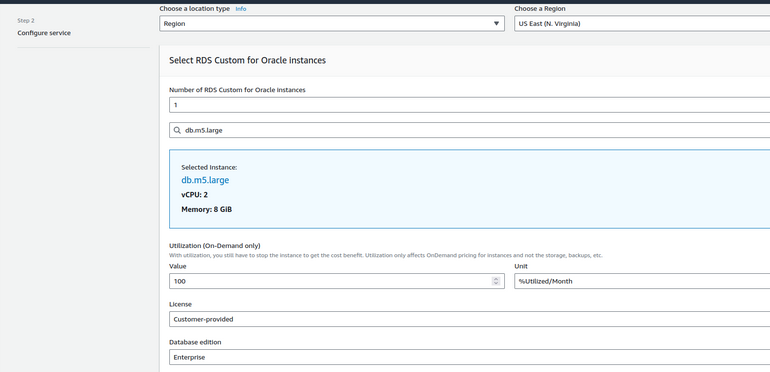 Choose a location type Info
Choose a Region
Step 2
Configure service
Region
US East (N. Virginia)
Select RDS Custom for Oracle instances
Number of RDS Custom for Oracle instances
1
db.m5.large
Selected Instance:
db.m5.large
vCPU: 2
Memory: 8 GiB
Utilization (On-Demand only)
With utilization, you still have to stop the instance to get the cost benefit. Utilization only affects OnDemand pricing for instances and not the storage, backups, etc.
Value
Unit
100
%Utilized/Month
License
Customer-provided
Database edition
Enterprise